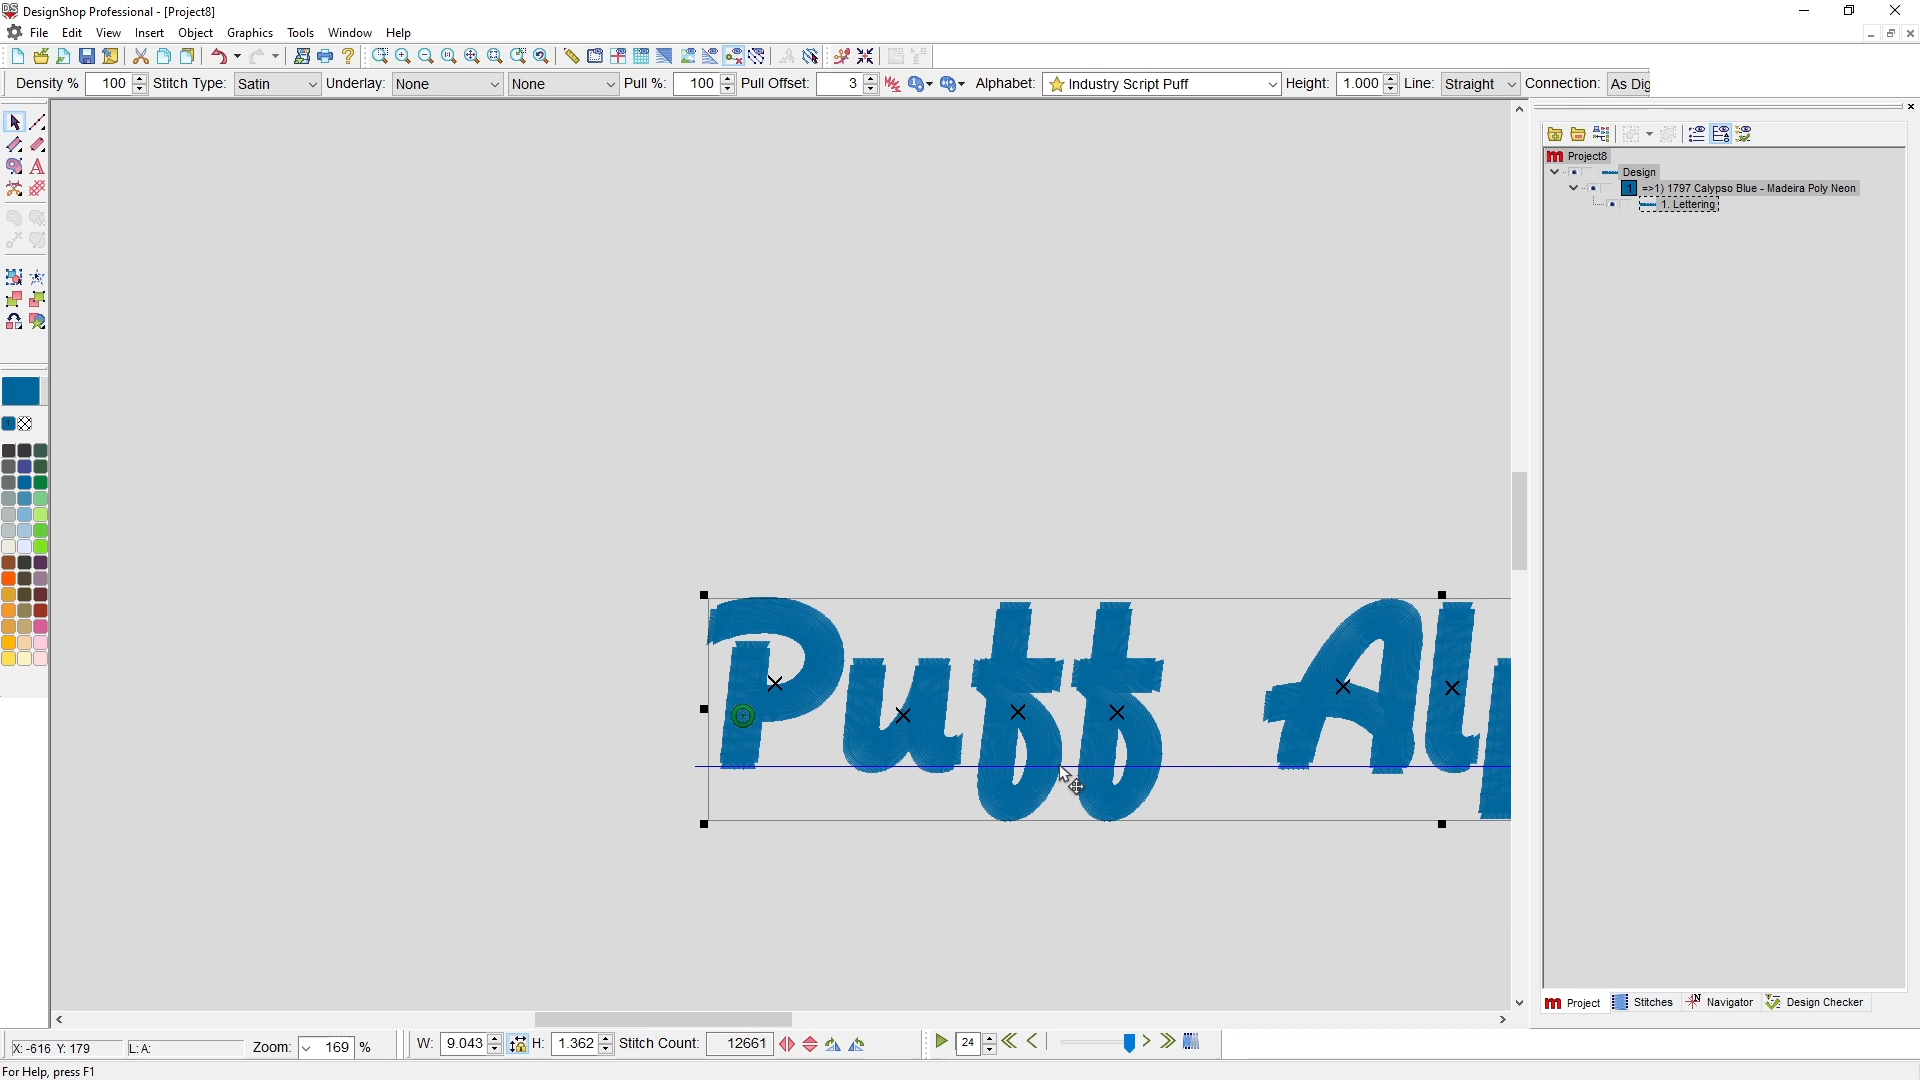 DesignShop Professional - [Project8]
File Edit View Insert Object Graphics Tools Window Help
Density % 100 Stitch Type: Satin Underlay: None None Pull %: 100 Pull Offset: 3 Alphabet: Industry Script Puff Height: 1.000 Line: Straight Connection: As Dig
Project8
Design
1 =>1) 1797 Calypso Blue - Madeira Poly Neon
1. Lettering
Puff Alp
Project Stitches Navigator Design Checker
X: -616 Y: 179 L: A: Zoom: 169 % W: 9.043 H: 1.362 Stitch Count: 12661 24
For Help, press F1